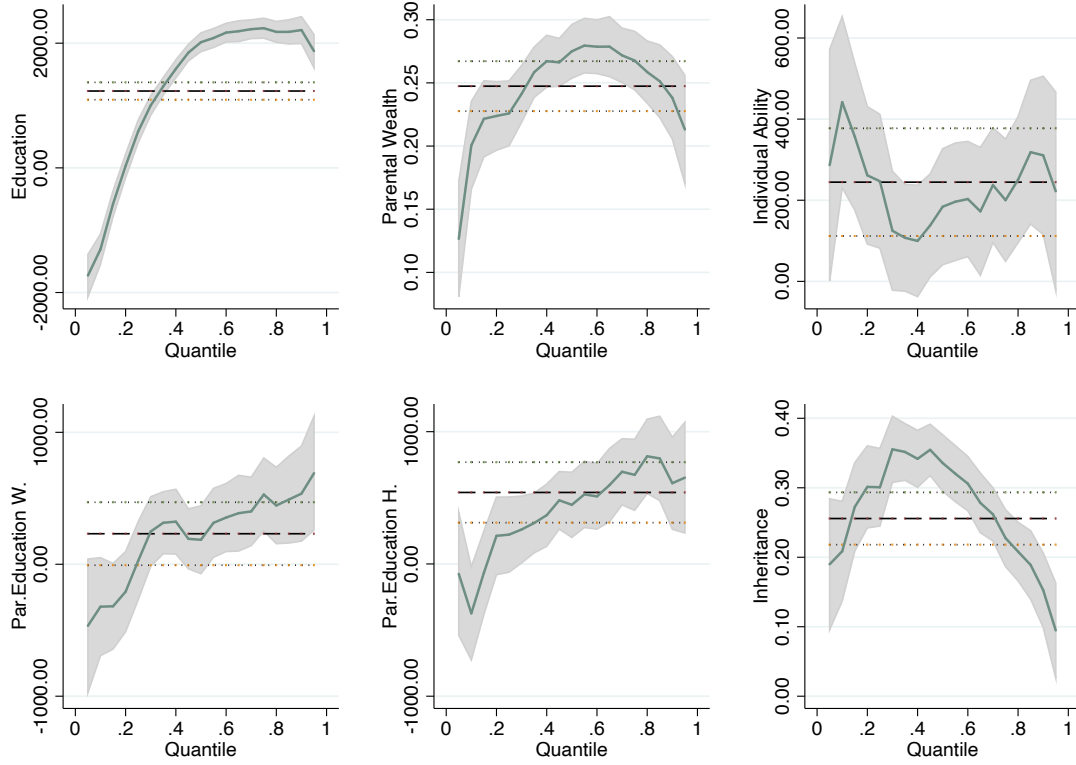 Education
2000.00
0.00
-2000.00
0 .2 .4 .6 .8 1
Quantile
Parental Wealth
0.30
0.25
0.20
0.15
0.10
0 .2 .4 .6 .8 1
Quantile
Individual Ability
600.00
400.00
200.00
0.00
0 .2 .4 .6 .8 1
Quantile
Par.Education W.
1000.00
0.00
-1000.00
0 .2 .4 .6 .8 1
Quantile
Par.Education H.
1000.00
0.00
-1000.00
0 .2 .4 .6 .8 1
Quantile
Inheritance
0.40
0.30
0.20
0.10
0.00
0 .2 .4 .6 .8 1
Quantile